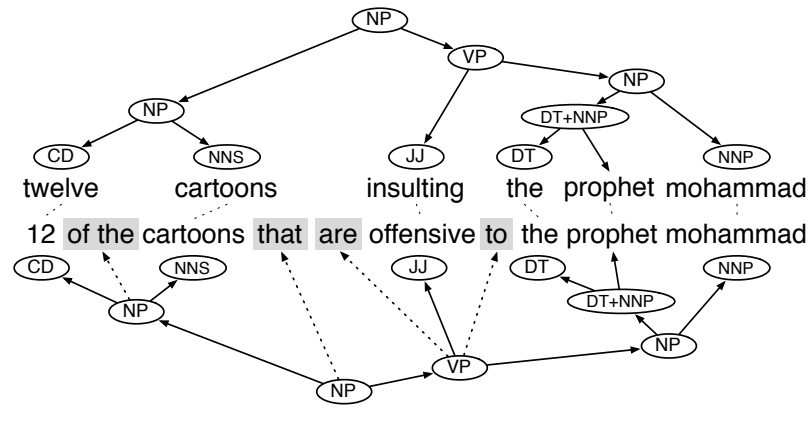 NP
VP
NP
NP
DT+NNP
CD NNS JJ DT NNP
twelve cartoons insulting the prophet mohammad
12 of the cartoons that are offensive to the prophet mohammad
CD NNS JJ DT NNP
DT+NNP
NP
NP
VP
NP